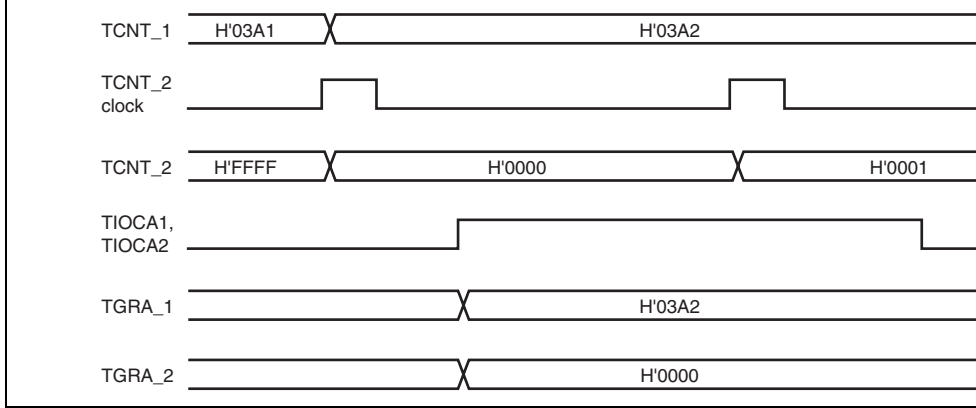 TCNT_1 H'03A1 H'03A2
TCNT_2
clock
TCNT_2 H'FFFF H'0000 H'0001
TIOCA1,
TIOCA2
TGRA_1 H'03A2
TGRA_2 H'0000